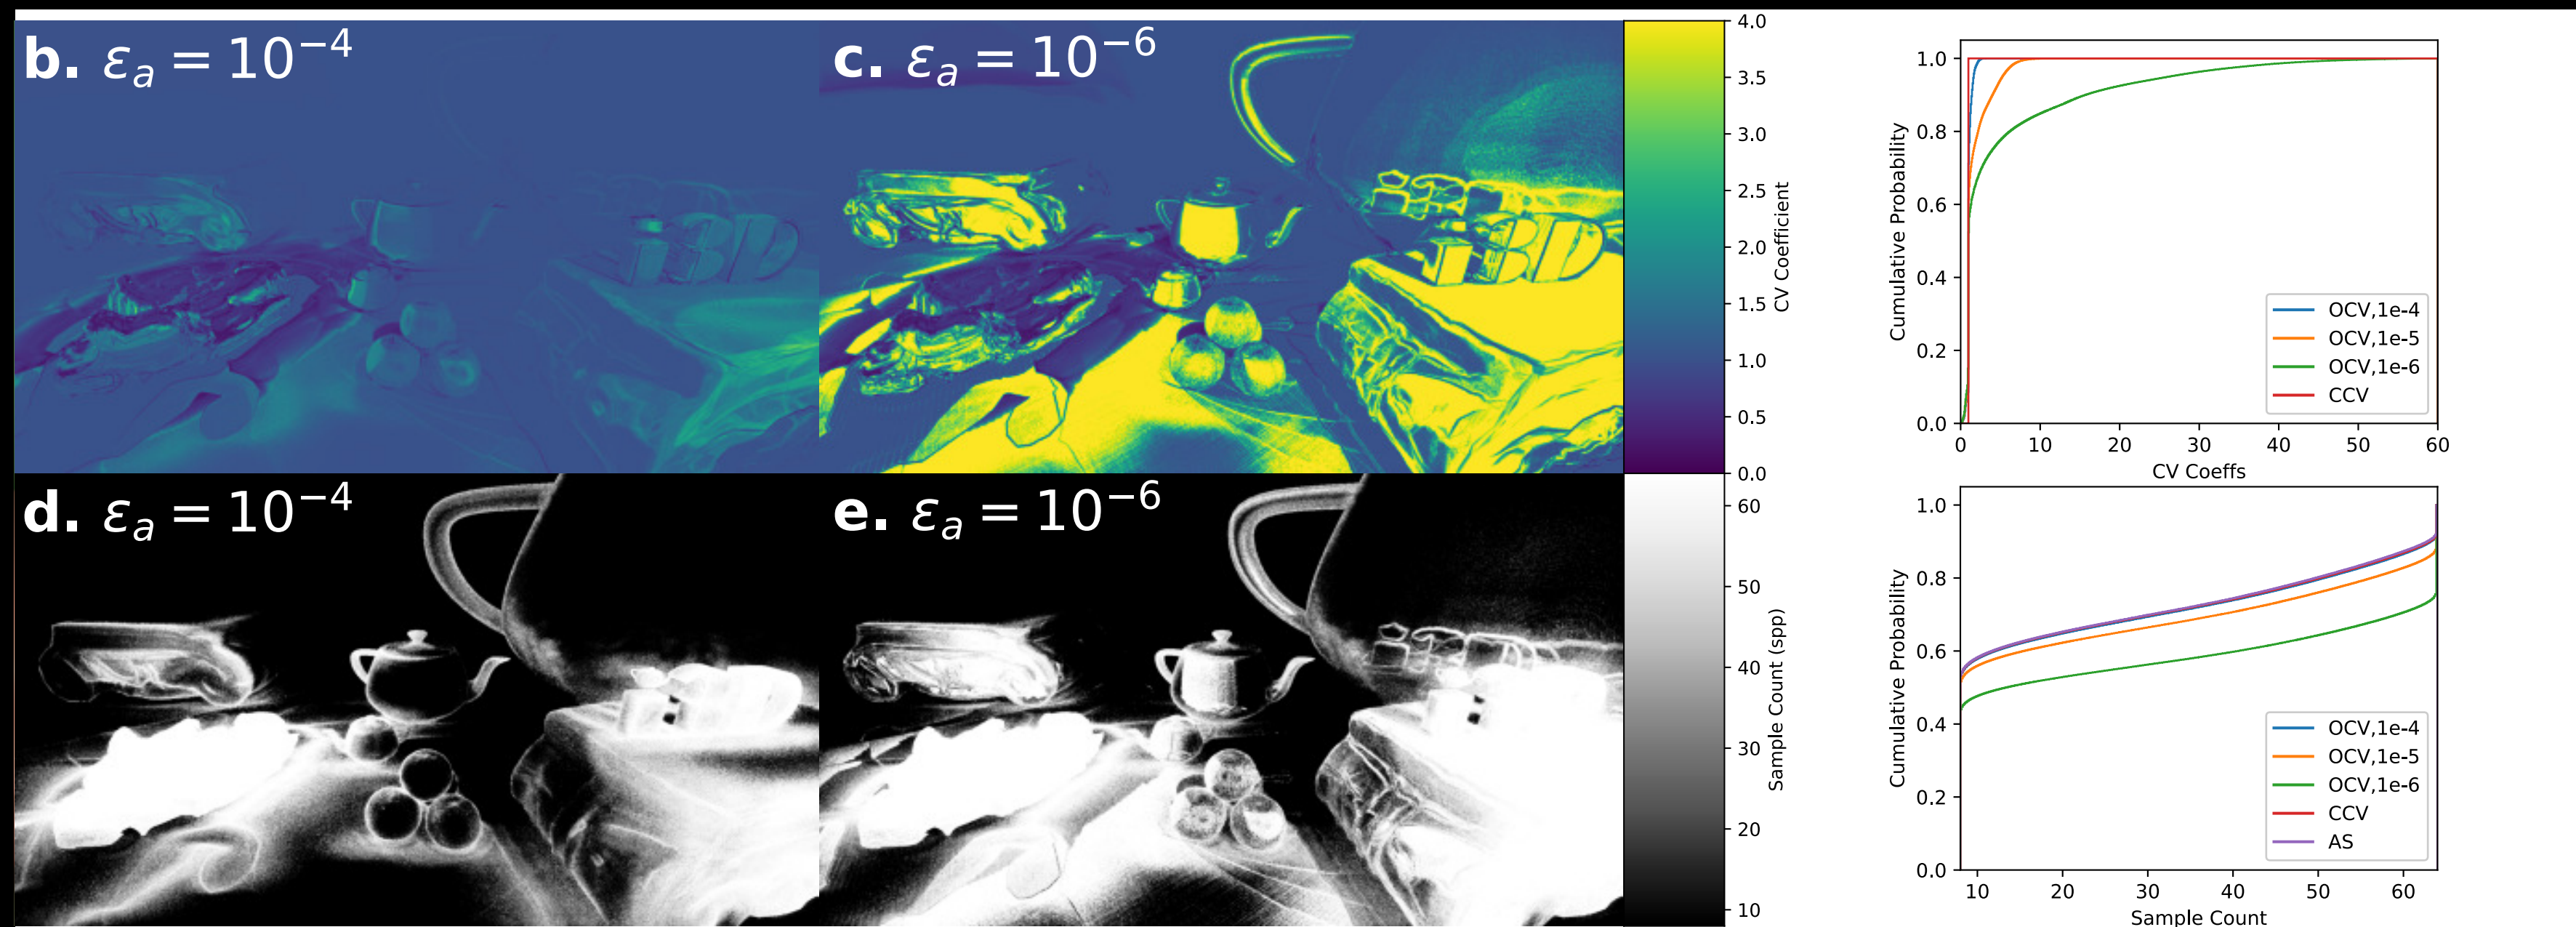 b. εₐ = 10⁻⁴
c. εₐ = 10⁻⁶
4.0
3.5
3.0
2.5
2.0
1.5
1.0
0.5
0.0
CV Coefficient
d. εₐ = 10⁻⁴
e. εₐ = 10⁻⁶
60
50
40
30
20
10
Sample Count (spp)
1.0
0.8
0.6
0.4
0.2
0.0
Cumulative Probability
OCV,1e-4
OCV,1e-5
OCV,1e-6
CCV
0 10 20 30 40 50 60
CV Coeffs
1.0
0.8
0.6
0.4
0.2
0.0
Cumulative Probability
OCV,1e-4
OCV,1e-5
OCV,1e-6
CCV
AS
10 20 30 40 50 60
Sample Count